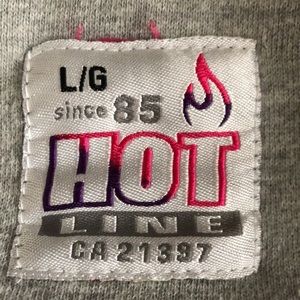 L/G
since 85
HOT
LINE
CA 21397